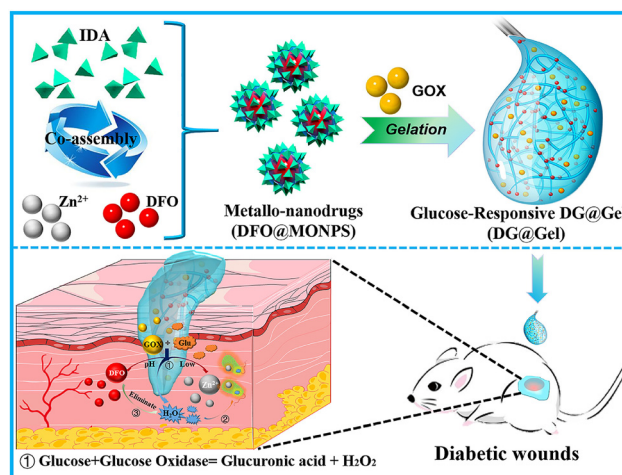 IDA
Co-assembly
Zn²⁺
DFO
Metallo-nanodrugs
(DFO@MONPS)
GOX
Gelation
Glucose-Responsive DG@Gel
(DG@Gel)
GOX + Glu
pH ① Low
DFO
Zn²⁺
Eliminate
③ H₂O₂ ②
① Glucose+Glucose Oxidase= Glucuronic acid + H₂O₂
Diabetic wounds